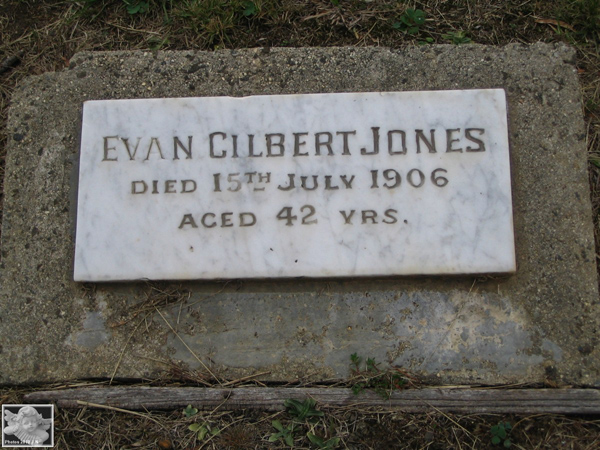 EVAN GILBERT JONES
DIED 15TH JULY 1906
AGED 42 YRS.